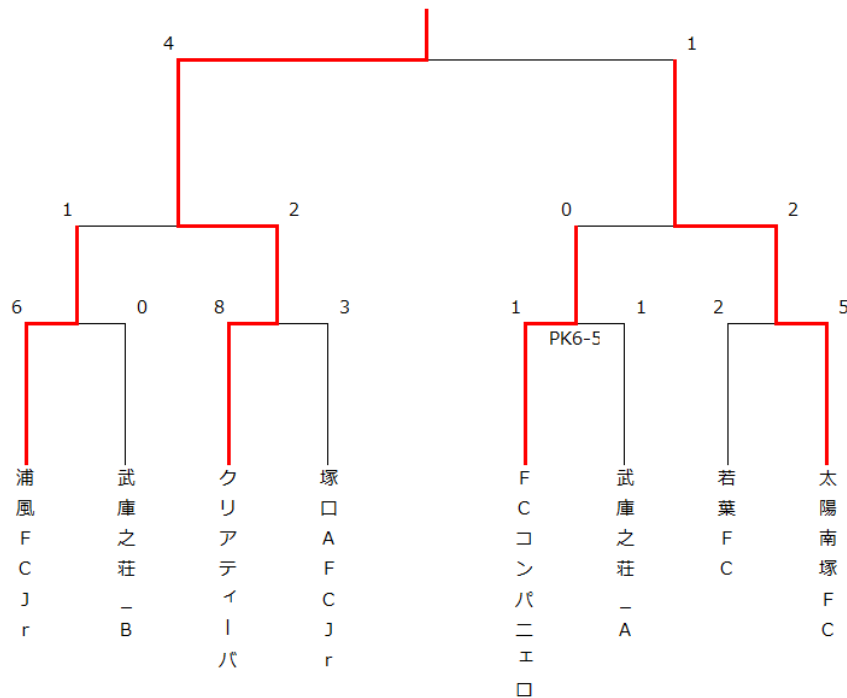 4 1
1 2 0 2
6 0 8 3 1 1 2 5
PK6-5
浦風FCJr
武庫之荘_B
クリアティーバ
塚口AFCJr
FCコンパニェロ
武庫之荘_A
若葉FC
太陽南塚FC